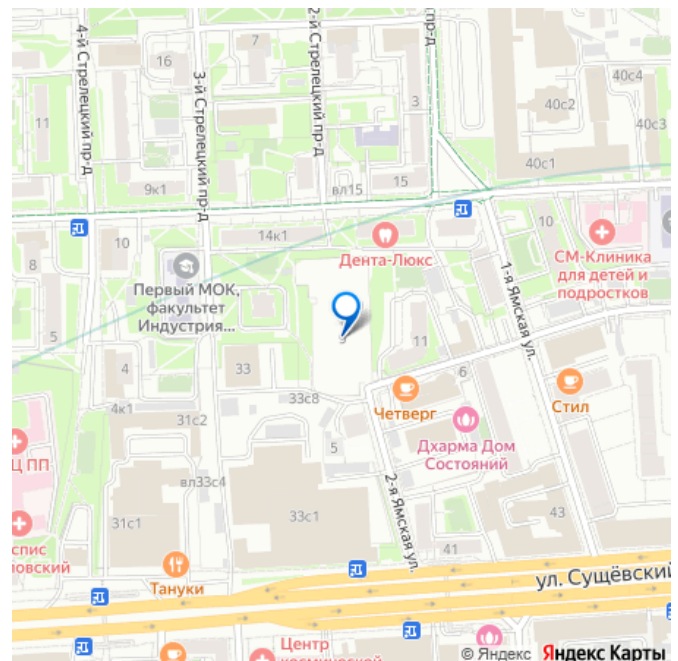 4-й Стрелецкий пр-д
3-й Стрелецкий пр-д
2-й Стрелецкий пр-д
пр-д
7
16
3
11
40с4
40с2
40с3
40с1
9к1
вл15
15
14к1
10
10
Дента-Люкс
СМ-Клиника
для детей и
подростков
8
Первый МОК,
факультет
Индустрия...
1-я Ямская ул.
5
4
33
11
6
33с8
Четверг
Стил
4к1
31с2
5
Дхарма Дом
Состояний
Ц ПП
вл33с4
2-я Ямская ул.
33с1
31с1
43
спис
ловский
41
Тануки
ул. Сущёвский
Центр
© Яндекс Яндекс Карты